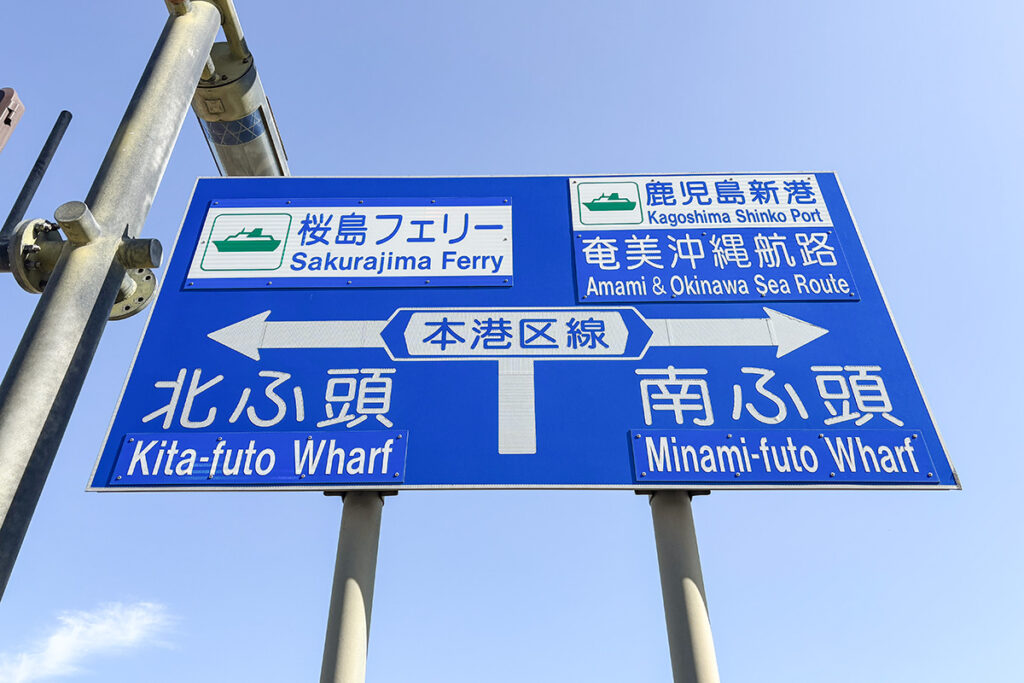 桜島フェリー
Sakurajima Ferry
鹿児島新港
Kagoshima Shinko Port
奄美沖縄航路
Amami & Okinawa Sea Route
本港区線
北ふ頭
Kita-futo Wharf
南ふ頭
Minami-futo Wharf